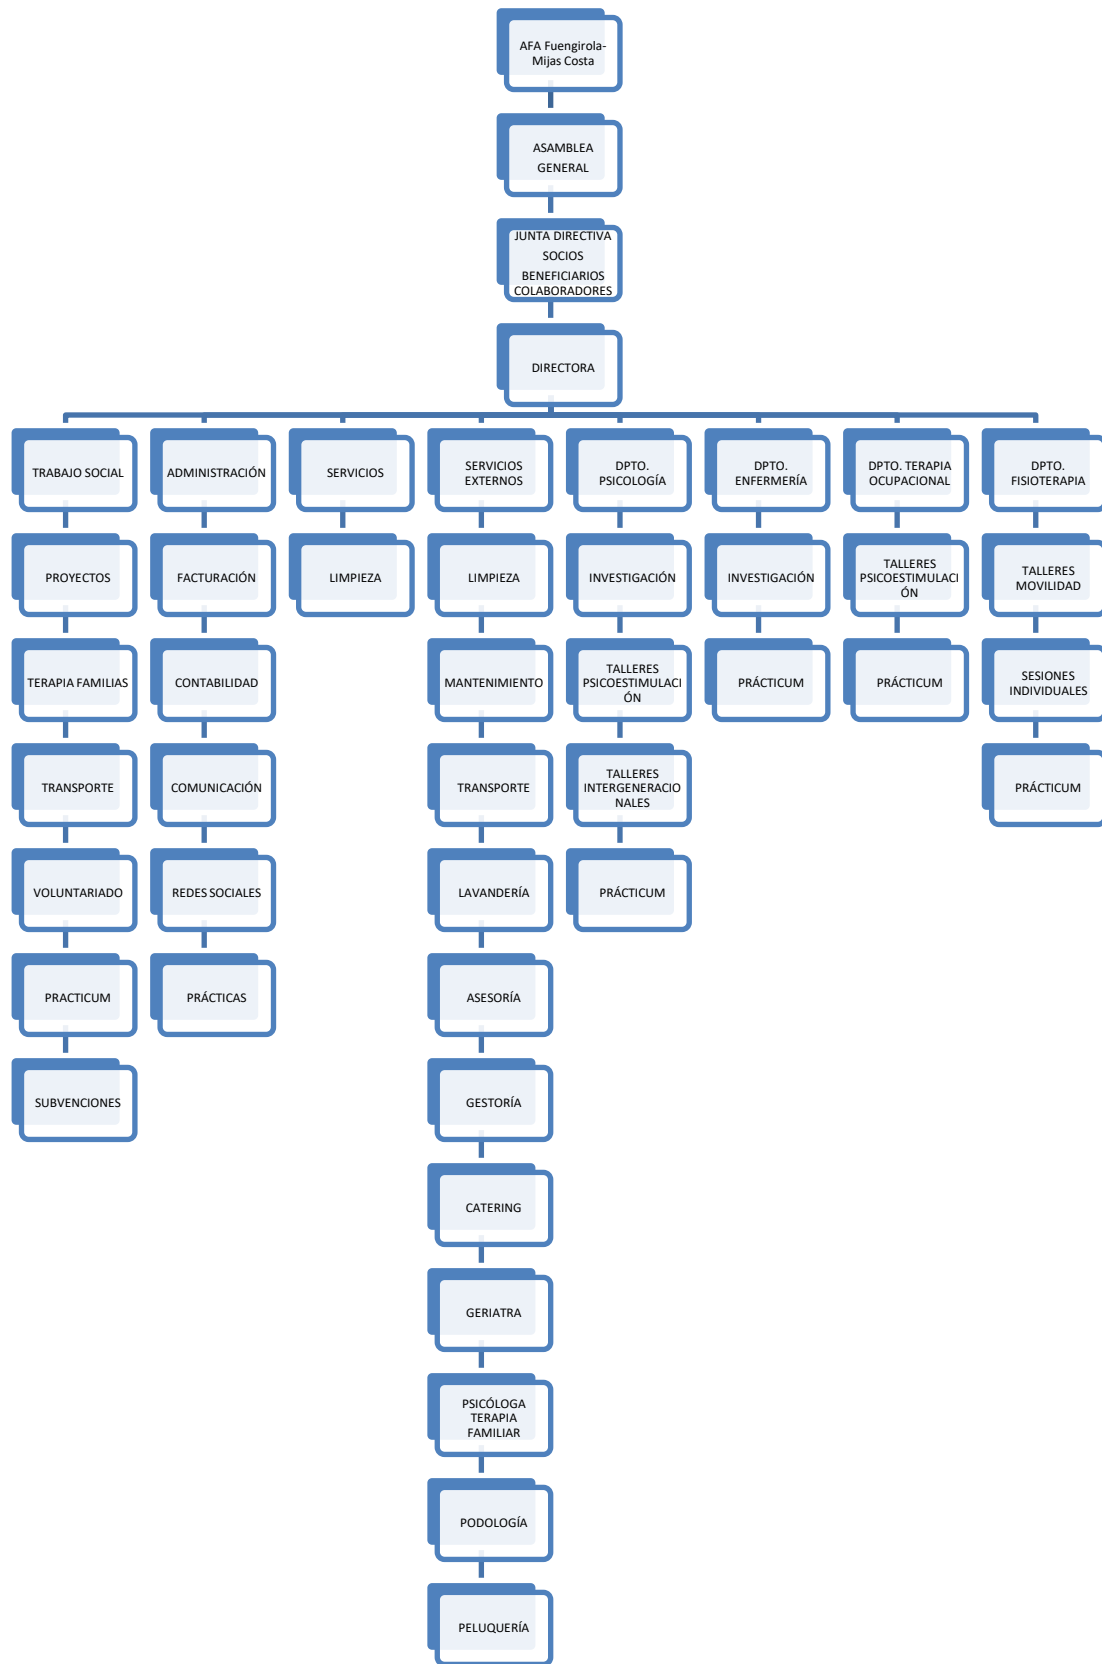 AFA Fuengirola-
Mijas Costa
ASAMBLEA
GENERAL
JUNTA DIRECTIVA
SOCIOS
BENEFICIARIOS
COLABORADORES
DIRECTORA
TRABAJO SOCIAL
PROYECTOS
TERAPIA FAMILIAS
TRANSPORTE
VOLUNTARIADO
PRACTICUM
SUBVENCIONES
ADMINISTRACIÓN
FACTURACIÓN
CONTABILIDAD
COMUNICACIÓN
REDES SOCIALES
PRÁCTICAS
SERVICIOS
LIMPIEZA
SERVICIOS
EXTERNOS
LIMPIEZA
MANTENIMIENTO
TRANSPORTE
LAVANDERÍA
ASESORÍA
GESTORÍA
CATERING
GERIATRA
PSICÓLOGA
TERAPIA
FAMILIAR
PODOLOGÍA
PELUQUERÍA
DPTO.
PSICOLOGÍA
INVESTIGACIÓN
TALLERES
PSICOESTIMULACI
ÓN
TALLERES
INTERGENERACIO
NALES
PRÁCTICUM
DPTO.
ENFERMERÍA
INVESTIGACIÓN
PRÁCTICUM
DPTO. TERAPIA
OCUPACIONAL
TALLERES
PSICOESTIMULACI
ÓN
PRÁCTICUM
DPTO.
FISIOTERAPIA
TALLERES
MOVILIDAD
SESIONES
INDIVIDUALES
PRÁCTICUM